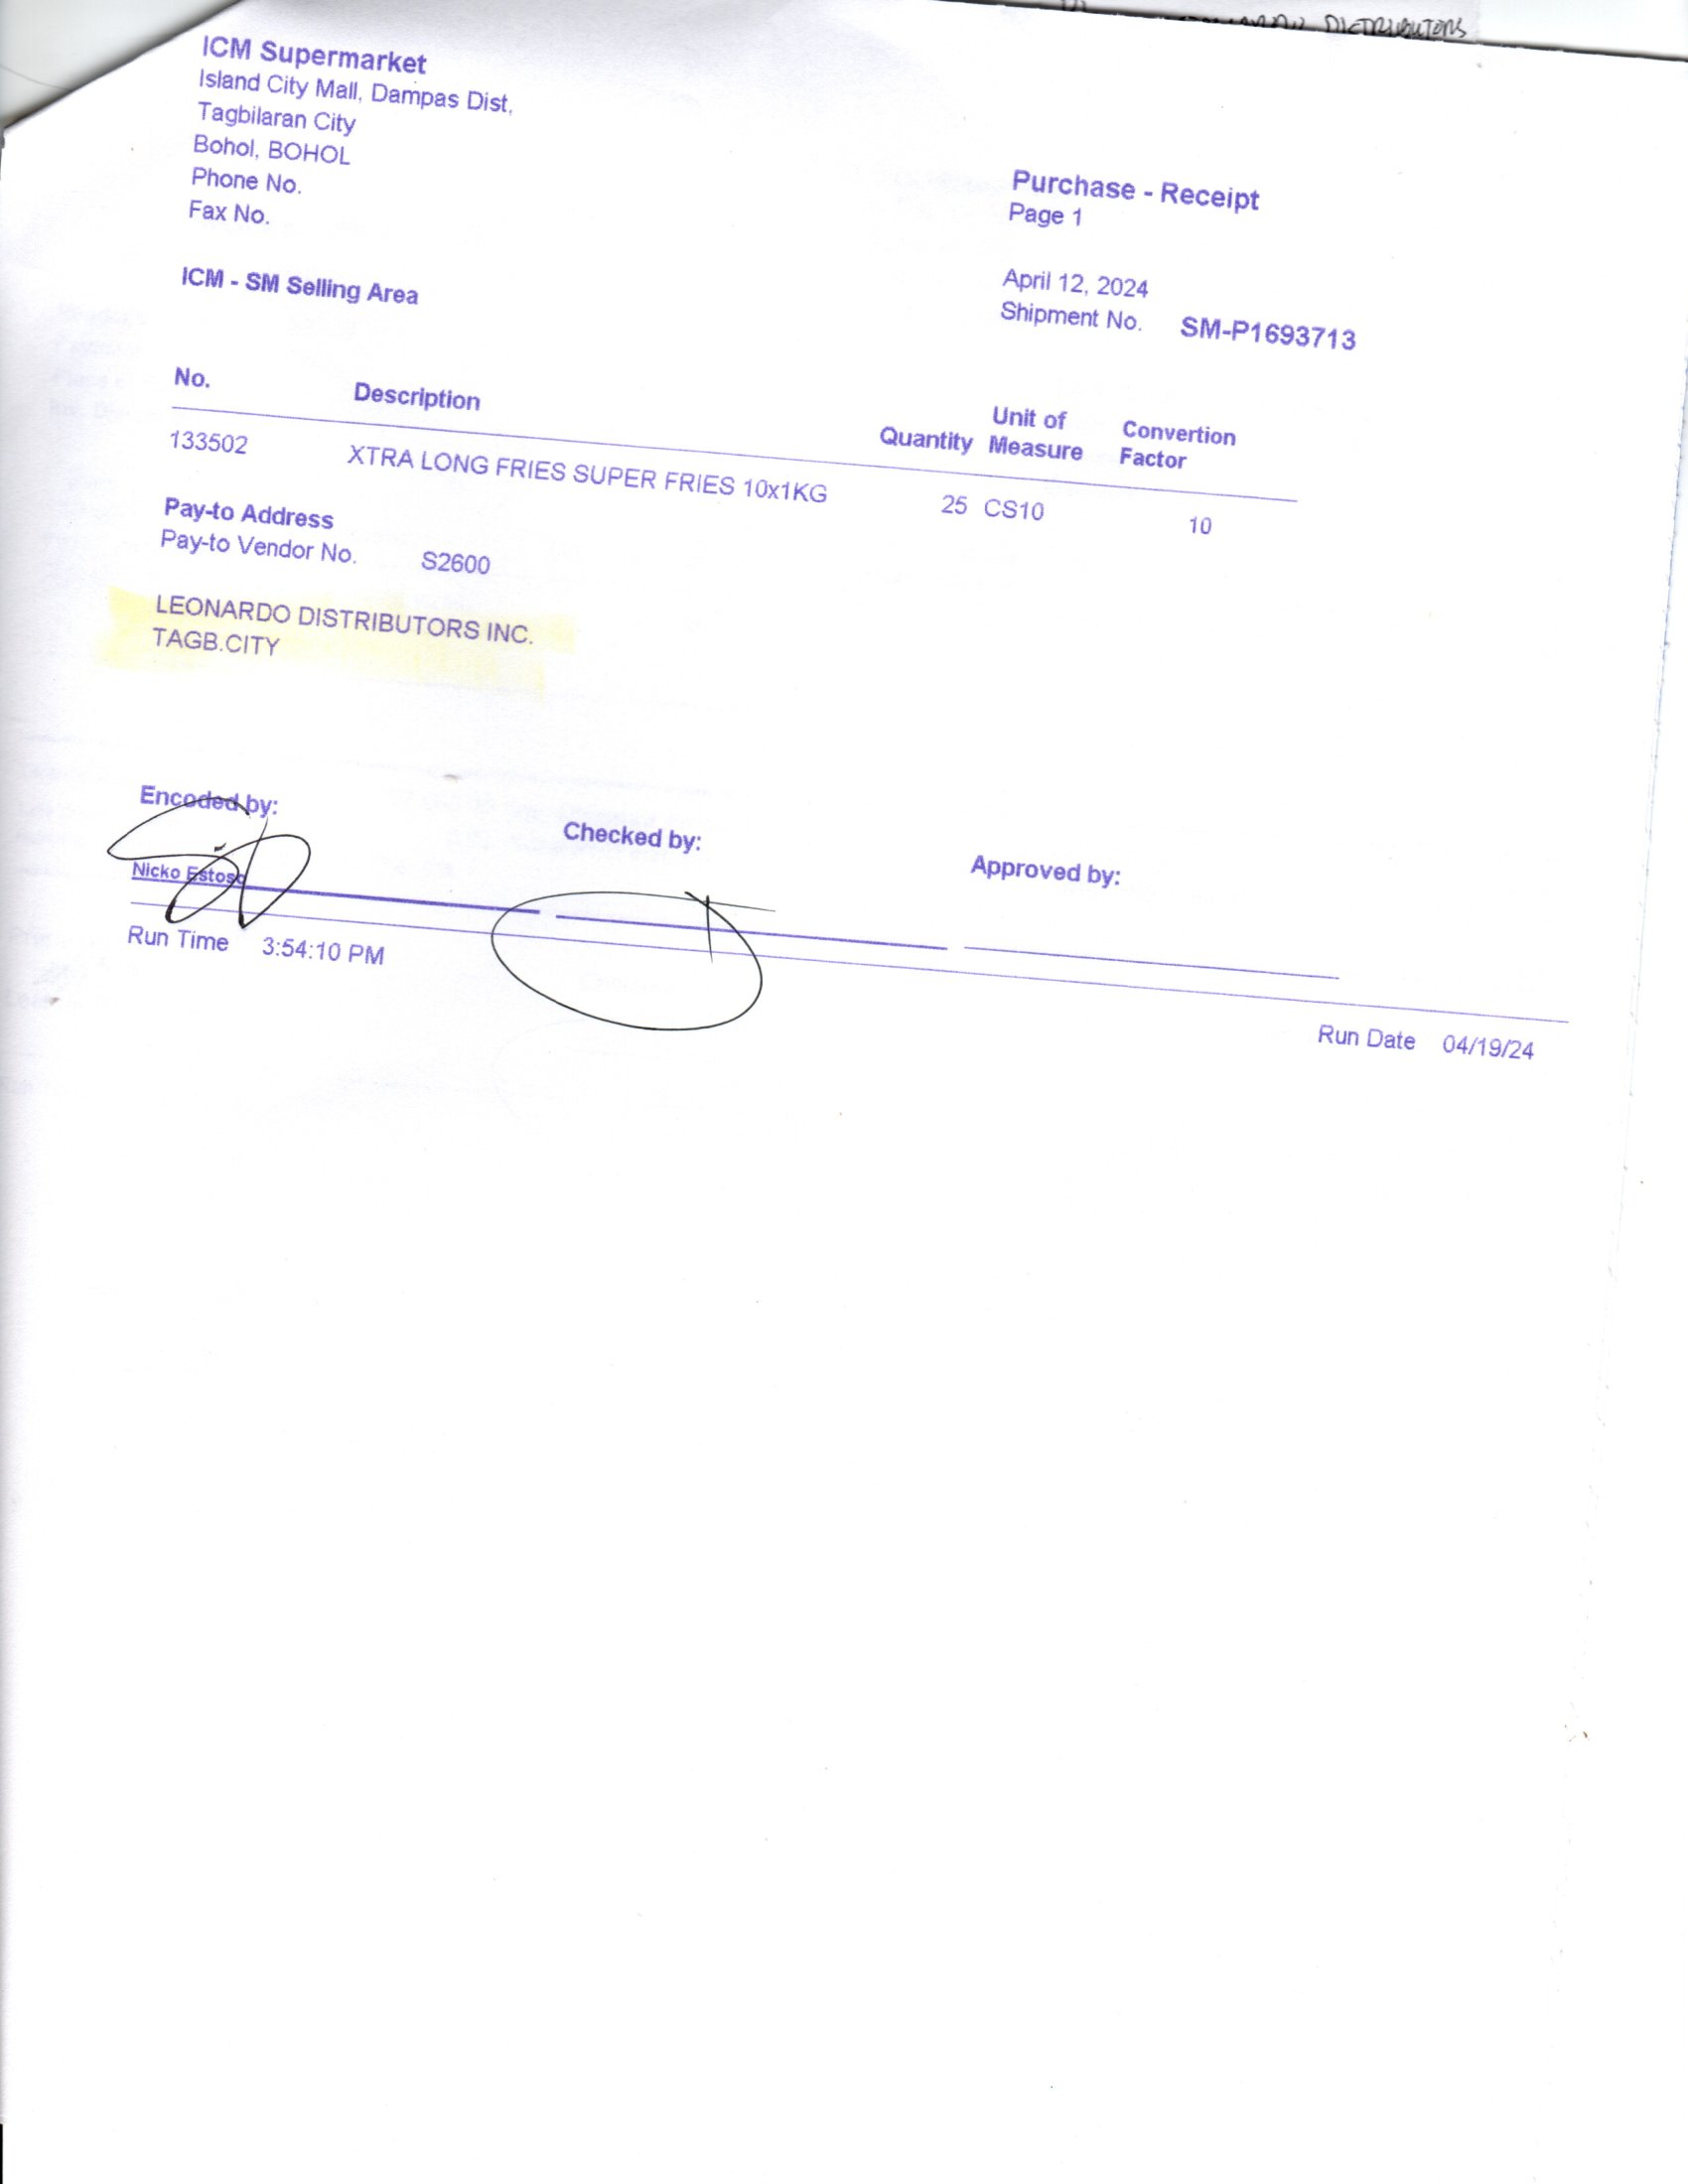 DISTRIBUTORS
ICM Supermarket
Island City Mall, Dampas Dist,
Tagbilaran City
Bohol, BOHOL
Phone No.
Fax No.
Purchase - Receipt
Page 1
ICM - SM Selling Area
April 12, 2024
Shipment No. SM-P1693713
No. Description Quantity Unit of Measure Convertion Factor
133502 XTRA LONG FRIES SUPER FRIES 10x1KG 25 CS10 10
Pay-to Address
Pay-to Vendor No. S2600
LEONARDO DISTRIBUTORS INC.
TAGB.CITY
Encoded by: Checked by: Approved by:
Nicko Estoso
Run Time 3:54:10 PM
Run Date 04/19/24